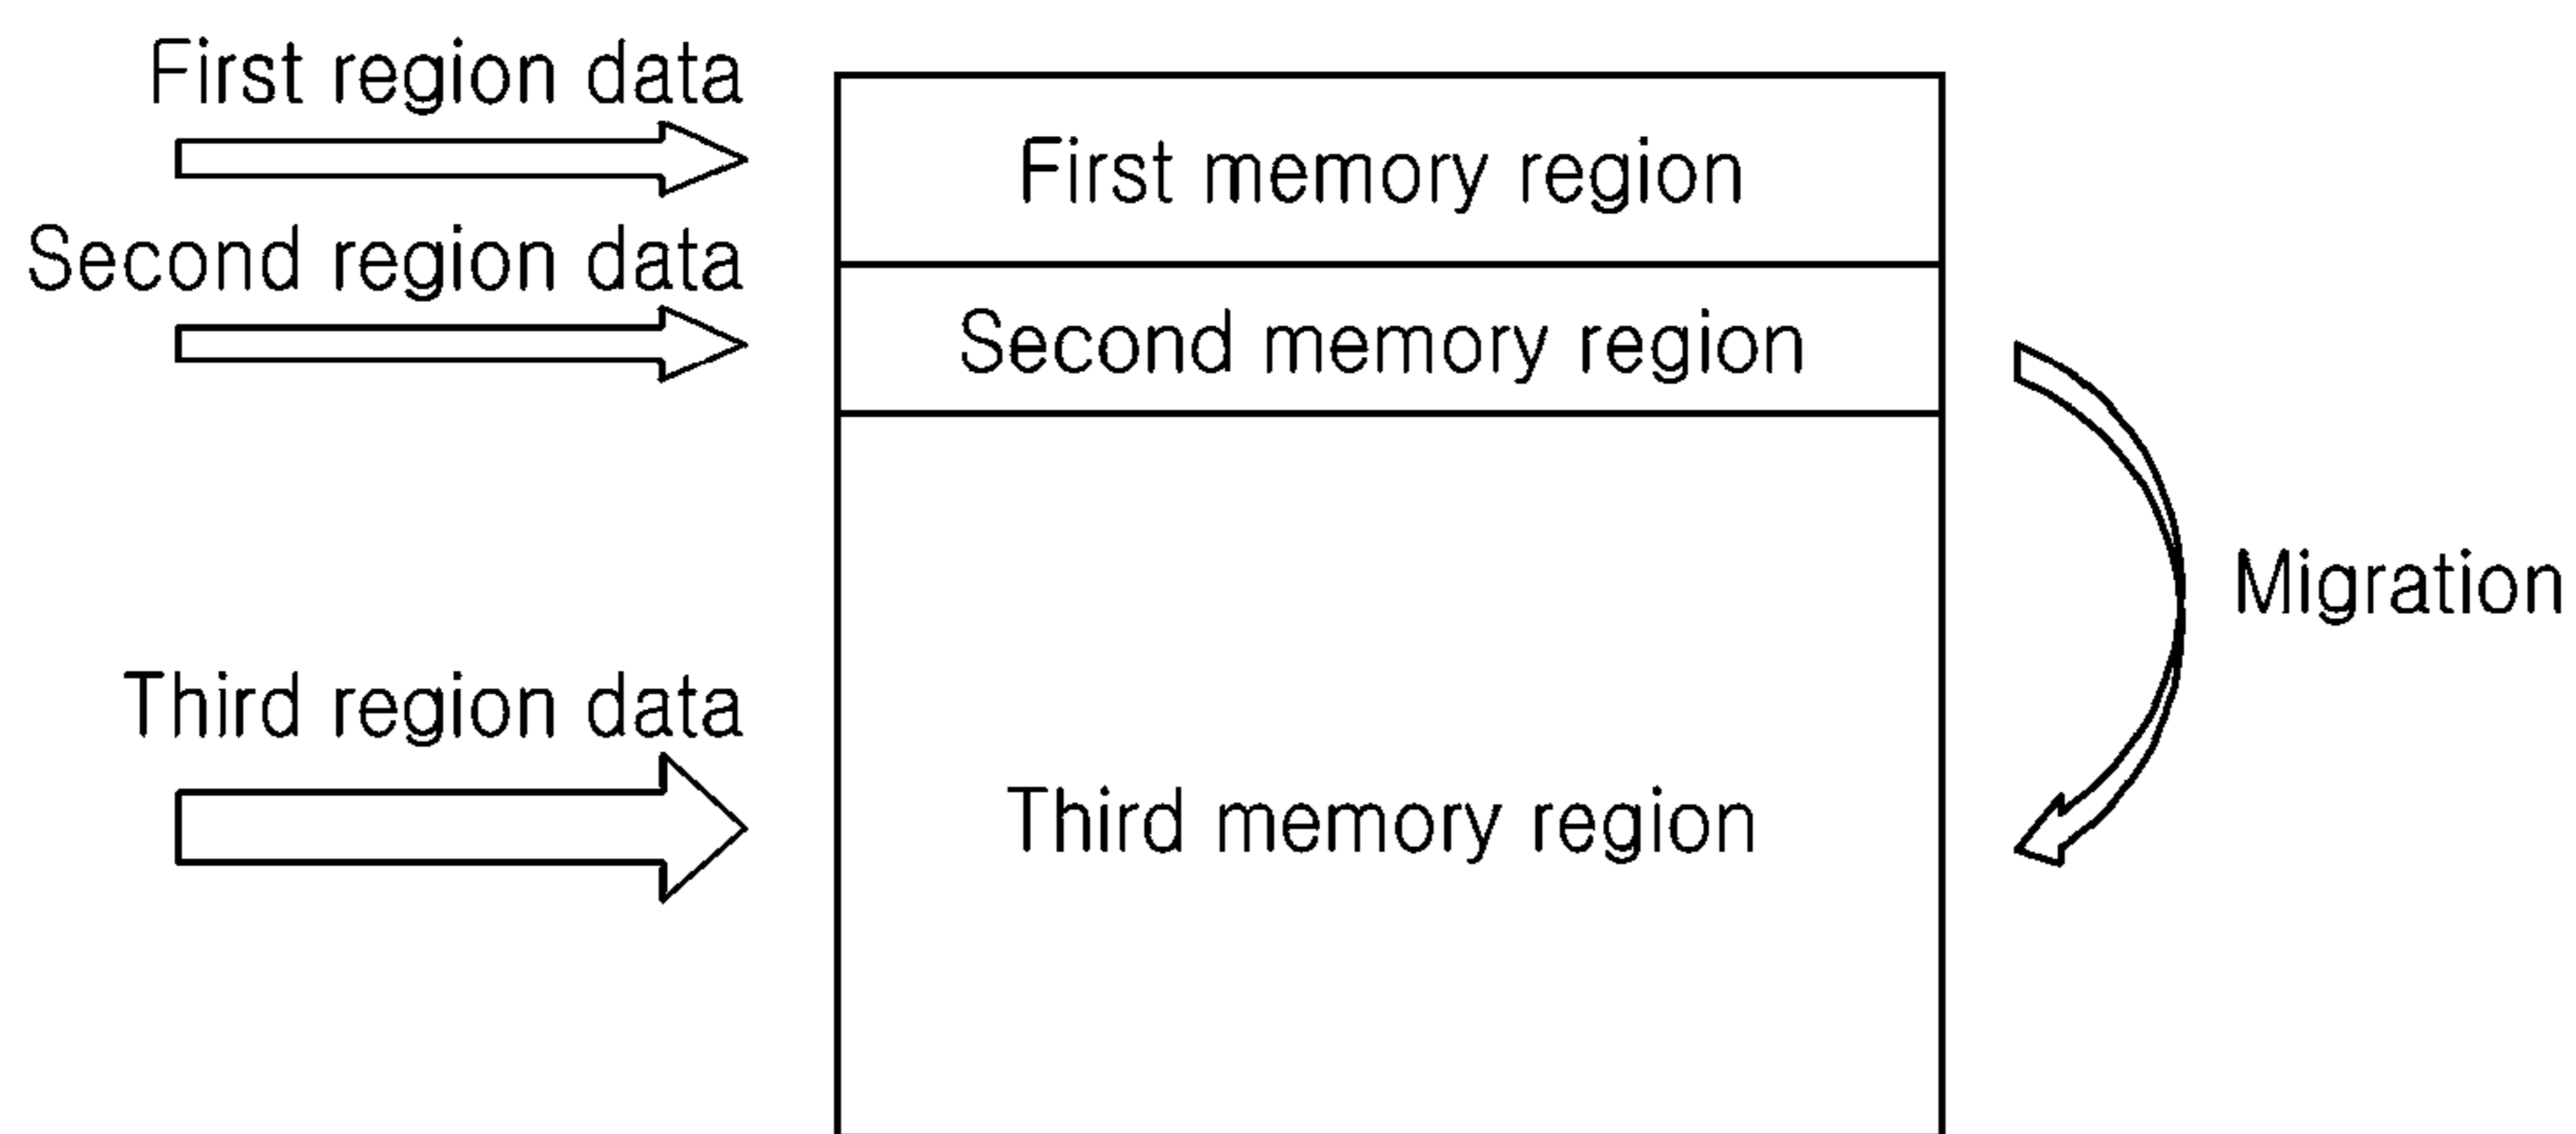 First region data
First memory region
Second region data
Second memory region
Migration
Third region data
Third memory region